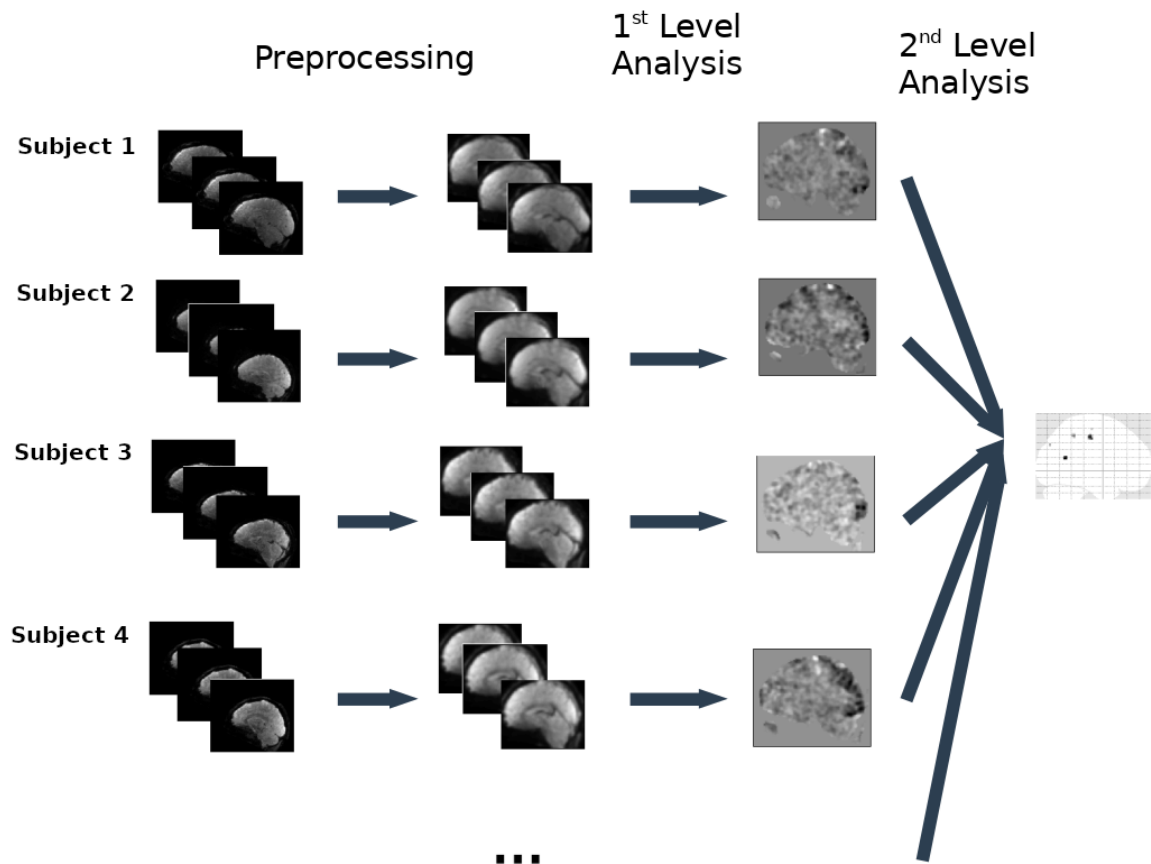 Preprocessing
1st Level
Analysis
2nd Level
Analysis
Subject 1
Subject 2
Subject 3
Subject 4
...